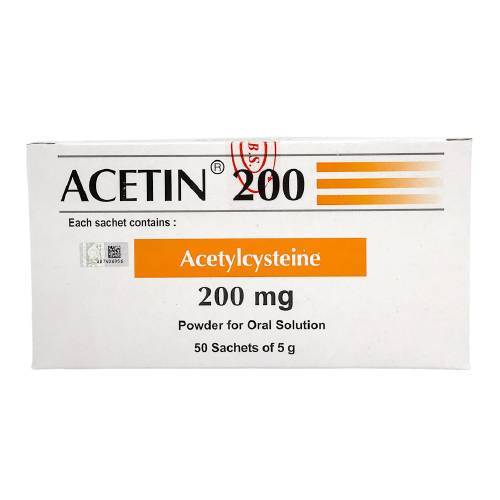 B.S.
ACETIN® 200
Each sachet contains :
Acetylcysteine
200 mg
Powder for Oral Solution
50 Sachets of 5 g